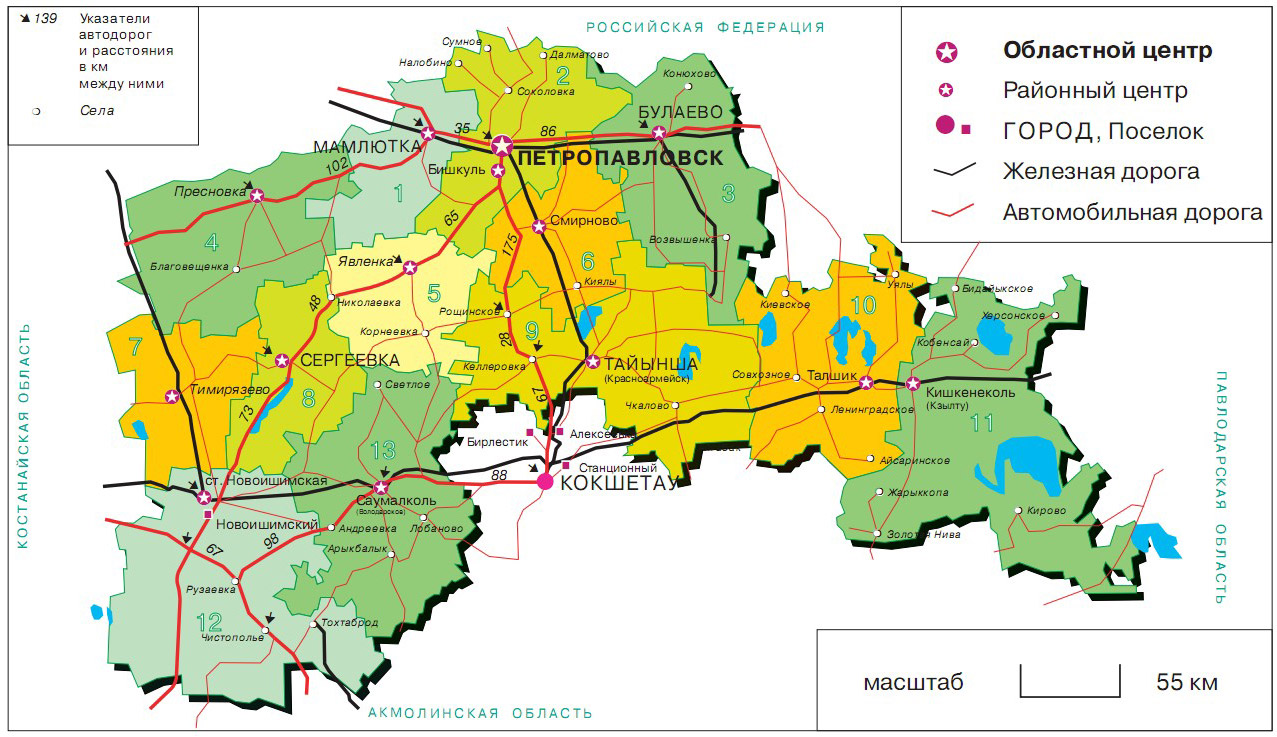 139 Указатели
автодорог
и расстояния
в км
между ними
Села
РОССИЙСКАЯ ФЕДЕРАЦИЯ
Областной центр
Районный центр
ГОРОД, Поселок
Железная дорога
Автомобильная дорога
Сумное
Далматово
Налобино
2
Соколовка
Конюхово
БУЛАЕВО
35
86
МАМЛЮТКА
ПЕТРОПАВЛОВСК
102
Бишкуль
Пресновка
1
3
65
Смирново
4
175
Возвышенка
Явленка
6
Благовещенка
Киялы
Уялы
Бидайыкское
5
48
Николаевка
Рощинское
Киевское
10
Херсонское
Корнеевка
9
28
7
Кобенсай
СЕРГЕЕВКА
Келлеровка
ТАЙЫНША
(Красноармейск)
Совхозное
Талшик
Кишкенеколь
(Кзылту)
Тимирязево
Светлое
67
8
73
Чкалово
Ленинградское
11
Бирлестик
13
Айсаринское
Станционный
88
КОКШЕТАУ
ст. Новоишимская
Саумалколь
(Володаровское)
Жарыккопа
Кирово
Новоишимский
Андреевка
Лобаново
Золотая Нива
67
98
Арыкбалык
Рузаевка
12
Тохтаброд
Чистополье
КОСТАНАЙСКАЯ ОБЛАСТЬ
ПАВЛОДАРСКАЯ ОБЛАСТЬ
АКМОЛИНСКАЯ ОБЛАСТЬ
масштаб 55 км